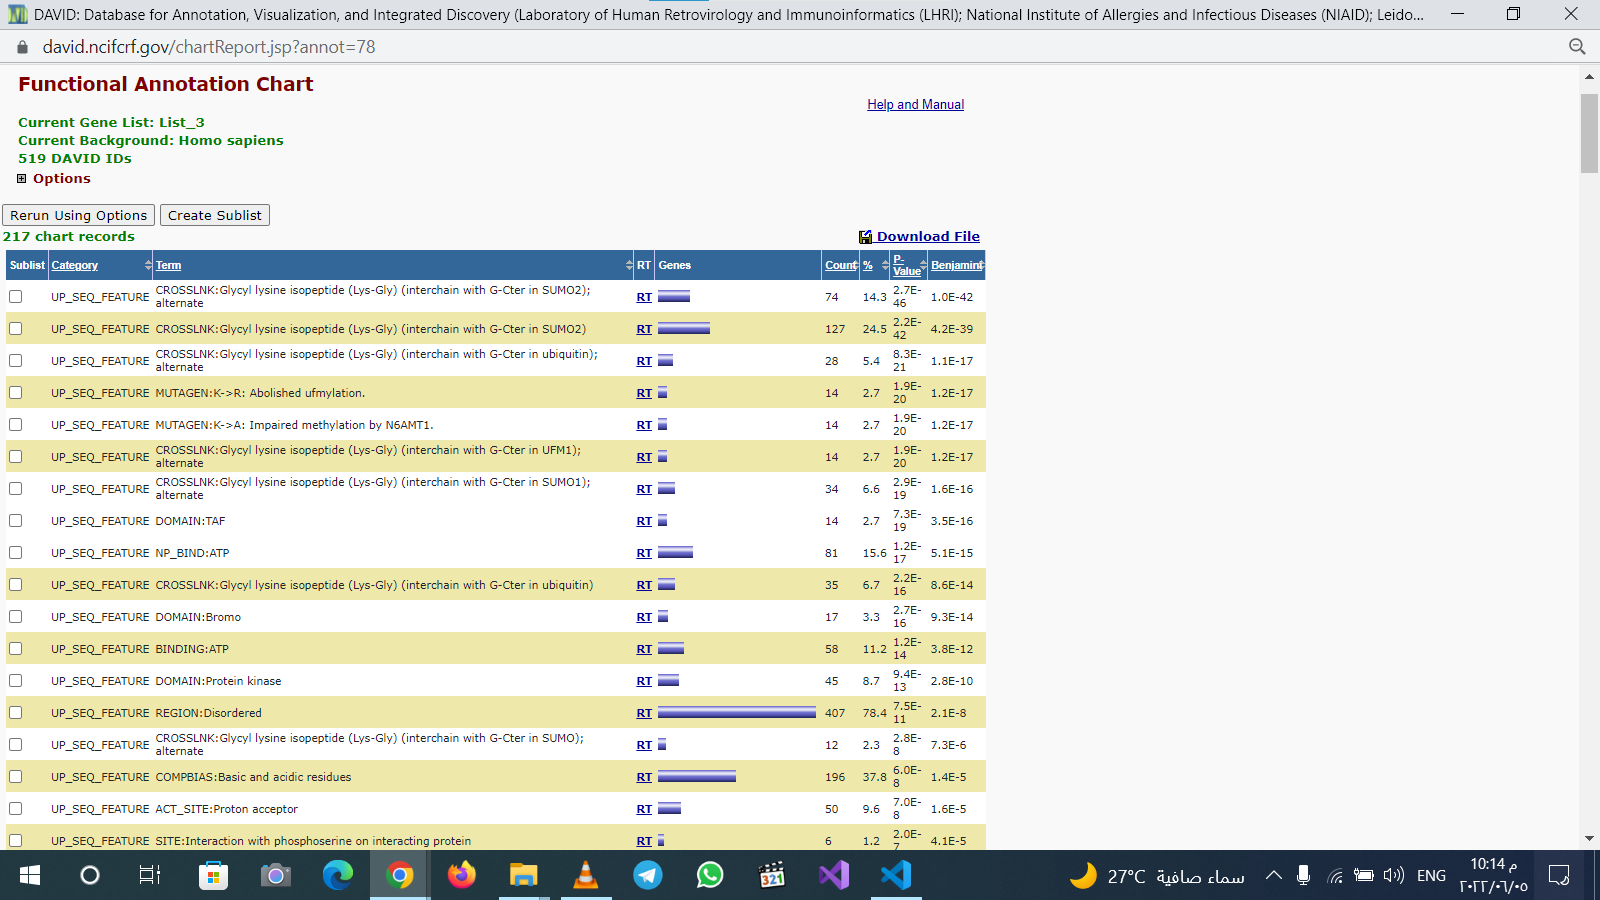 DAVID: Database for Annotation, Visualization, and Integrated Discovery (Laboratory of Human Retrovirology and Immunoinformatics (LHRI); National Institute of Allergies and Infectious Diseases (NIAID); Leido...
david.ncifcrf.gov/chartReport.jsp?annot=78
Functional Annotation Chart
Help and Manual
Current Gene List: List_3
Current Background: Homo sapiens
519 DAVID IDs
Options
Rerun Using Options Create Sublist
217 chart records Download File
Sublist Category Term RT Genes Count % P-Value Benjamini
UP_SEQ_FEATURE CROSSLNK:Glycyl lysine isopeptide (Lys-Gly) (interchain with G-Cter in SUMO2); alternate RT 74 14.3 2.7E-46 1.0E-42
UP_SEQ_FEATURE CROSSLNK:Glycyl lysine isopeptide (Lys-Gly) (interchain with G-Cter in SUMO2) RT 127 24.5 2.2E-42 4.2E-39
UP_SEQ_FEATURE CROSSLNK:Glycyl lysine isopeptide (Lys-Gly) (interchain with G-Cter in ubiquitin); alternate RT 28 5.4 8.3E-21 1.1E-17
UP_SEQ_FEATURE MUTAGEN:K->R: Abolished ufmylation. RT 14 2.7 1.9E-20 1.2E-17
UP_SEQ_FEATURE MUTAGEN:K->A: Impaired methylation by N6AMT1. RT 14 2.7 1.9E-20 1.2E-17
UP_SEQ_FEATURE CROSSLNK:Glycyl lysine isopeptide (Lys-Gly) (interchain with G-Cter in UFM1); alternate RT 14 2.7 1.9E-20 1.2E-17
UP_SEQ_FEATURE CROSSLNK:Glycyl lysine isopeptide (Lys-Gly) (interchain with G-Cter in SUMO1); alternate RT 34 6.6 2.9E-19 1.6E-16
UP_SEQ_FEATURE DOMAIN:TAF RT 14 2.7 7.3E-19 3.5E-16
UP_SEQ_FEATURE NP_BIND:ATP RT 81 15.6 1.2E-17 5.1E-15
UP_SEQ_FEATURE CROSSLNK:Glycyl lysine isopeptide (Lys-Gly) (interchain with G-Cter in ubiquitin) RT 35 6.7 2.2E-16 8.6E-14
UP_SEQ_FEATURE DOMAIN:Bromo RT 17 3.3 2.7E-16 9.3E-14
UP_SEQ_FEATURE BINDING:ATP RT 58 11.2 1.2E-14 3.8E-12
UP_SEQ_FEATURE DOMAIN:Protein kinase RT 45 8.7 9.4E-13 2.8E-10
UP_SEQ_FEATURE REGION:Disordered RT 407 78.4 7.5E-11 2.1E-8
UP_SEQ_FEATURE CROSSLNK:Glycyl lysine isopeptide (Lys-Gly) (interchain with G-Cter in SUMO); alternate RT 12 2.3 2.8E-8 7.3E-6
UP_SEQ_FEATURE COMPBIAS:Basic and acidic residues RT 196 37.8 6.0E-8 1.4E-5
UP_SEQ_FEATURE ACT_SITE:Proton acceptor RT 50 9.6 7.0E-8 1.6E-5
UP_SEQ_FEATURE SITE:Interaction with phosphoserine on interacting protein RT 6 1.2 2.0E-7 4.1E-5
321
27°C سماء صافية ENG
10:14 م
٢٠٢٢/٠٦/٠٥